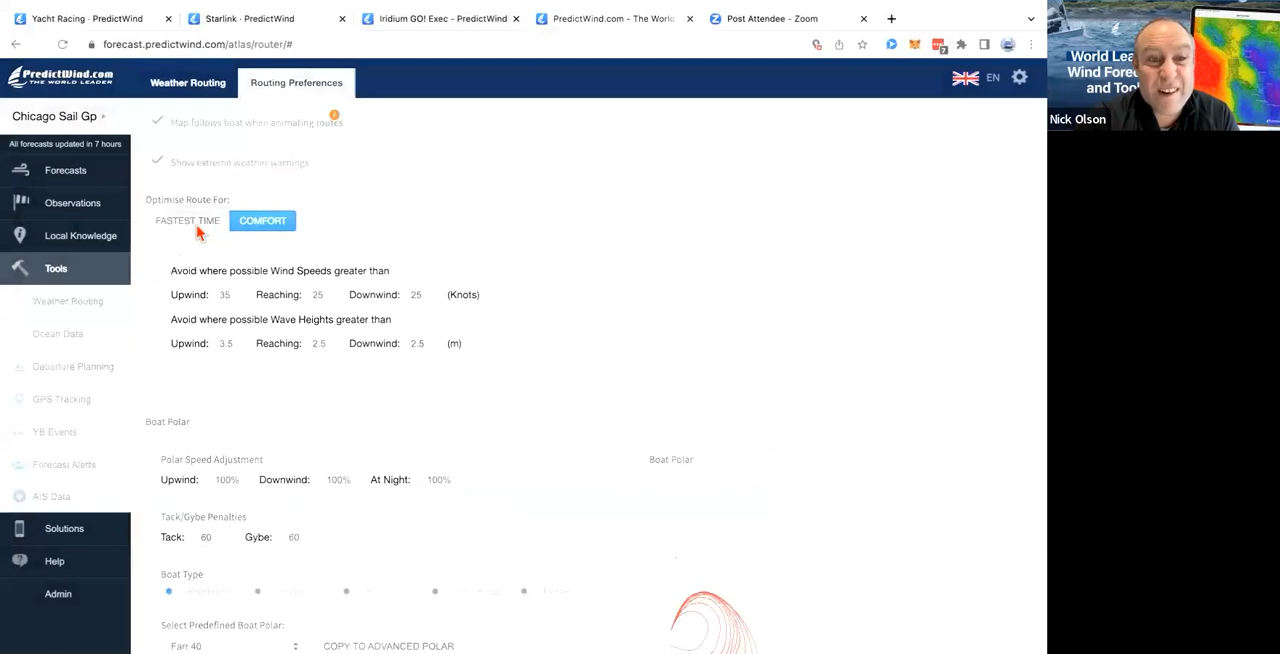 Yacht Racing · PredictWind
Starlink · PredictWind
Iridium GO! Exec - PredictWind
PredictWind.com - The World
Post Attendee - Zoom
forecast.predictwind.com/atlas/router/#
7
PredictWind.com
THE WORLD LEADER
Weather Routing
Routing Preferences
EN
Chicago Sail Gp
All forecasts updated in 7 hours
Forecasts
Observations
Local Knowledge
Tools
Weather Routing
Ocean Data
Departure Planning
GPS Tracking
YB Events
Forecast Alerts
AIS Data
Solutions
Help
Admin
Map follows boat when animating routes
Show extreme weather warnings
Optimise Route For:
FASTEST TIME COMFORT
Avoid where possible Wind Speeds greater than
Upwind: 35 Reaching: 25 Downwind: 25 (Knots)
Avoid where possible Wave Heights greater than
Upwind: 3.5 Reaching: 2.5 Downwind: 2.5 (m)
Boat Polar
Polar Speed Adjustment
Upwind: 100% Downwind: 100% At Night: 100%
Tack/Gybe Penalties
Tack: 60 Gybe: 60
Boat Type
Select Predefined Boat Polar:
Farr 40 COPY TO ADVANCED POLAR
Boat Polar
World Lea
Wind Fore
and Too
Nick Olson